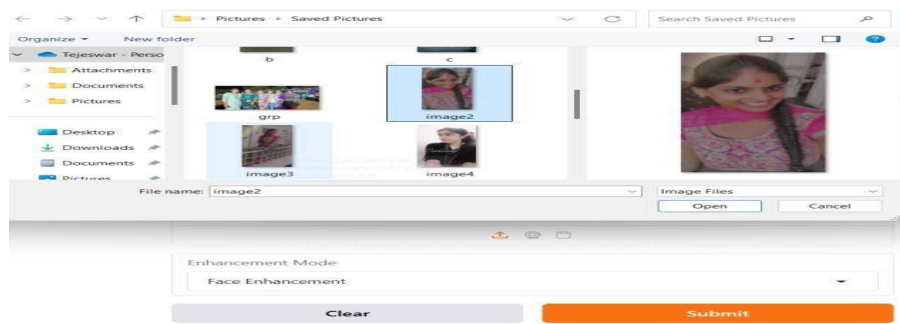 Pictures > Saved Pictures
Search Saved Pictures
Organize
New folder
Tejeswar - Perso
Attachments
Documents
Pictures
Desktop
Downloads
Documents
Pictures
b
c
grp
image2
image3
image4
File name: image2
Image Files
Open
Cancel
Enhancement Mode
Face Enhancement
Clear
Submit